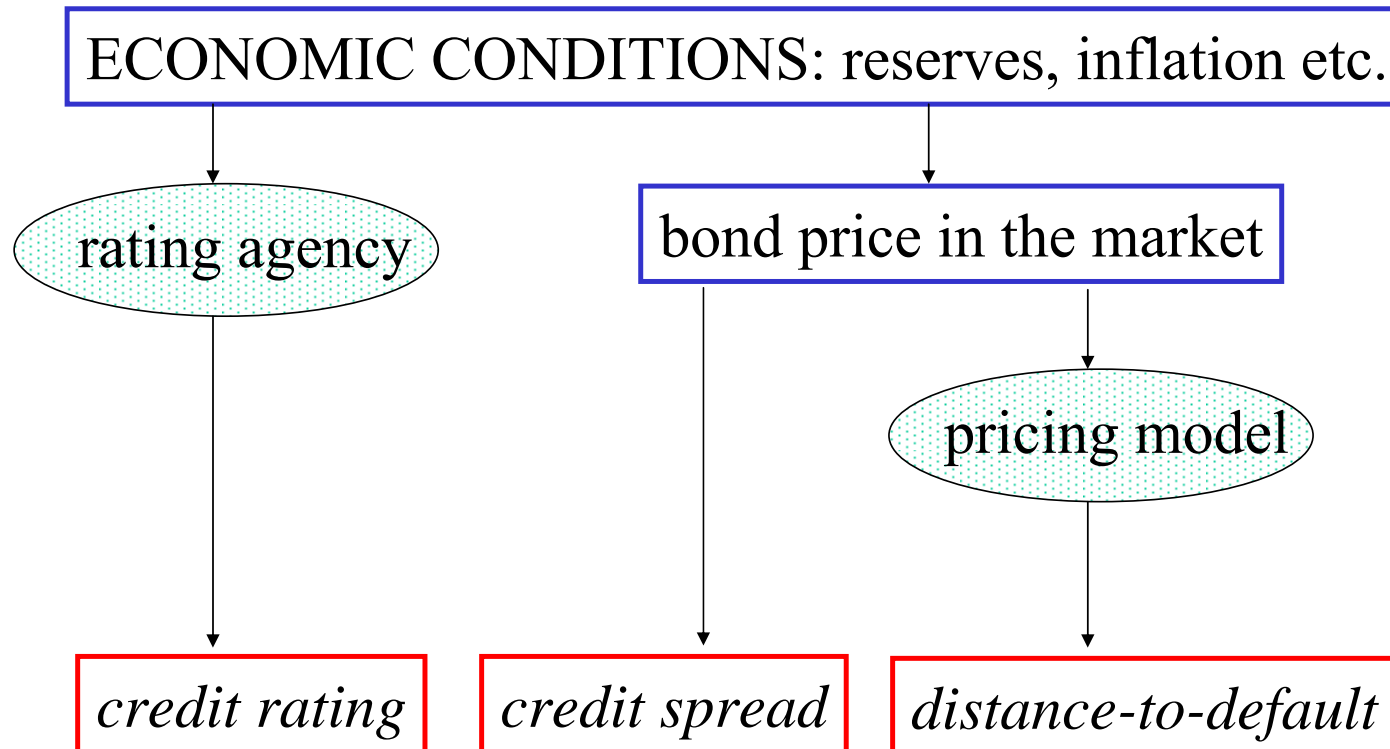 ECONOMIC CONDITIONS: reserves, inflation etc.
rating agency
bond price in the market
pricing model
credit rating
credit spread
distance-to-default